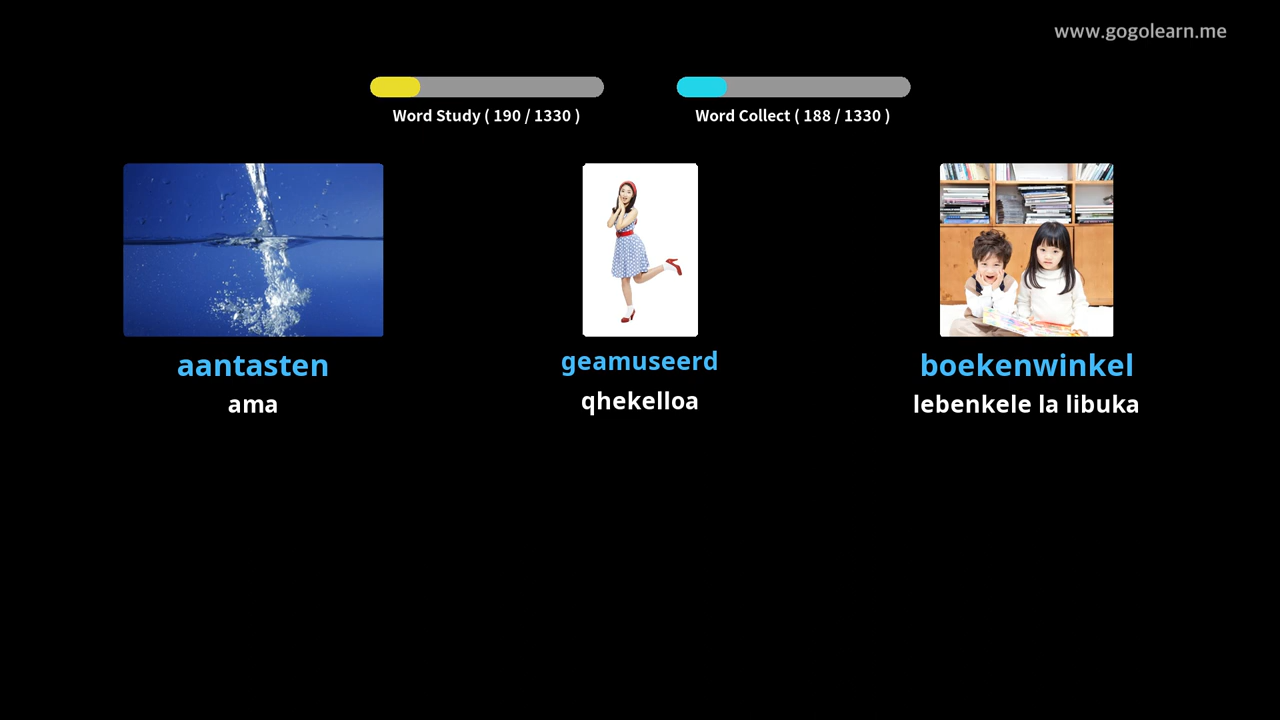 www.gogolearn.me
Word Study ( 190 / 1330 )
Word Collect ( 188 / 1330 )
aantasten
ama
geamuseerd
qhekelloa
boekenwinkel
lebenkele la libuka